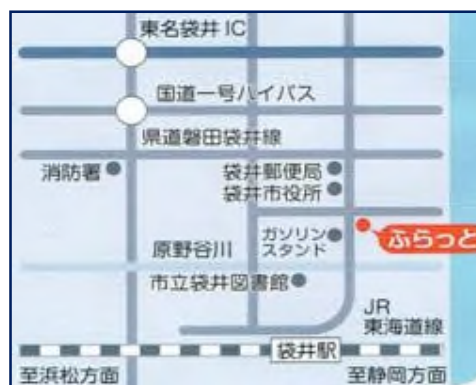 東名袋井 IC
国道一号バイパス
県道磐田袋井線
消防署
袋井郵便局
袋井市役所
ガソリン
スタンド
ふらっと
原野谷川
市立袋井図書館
JR
東海道線
袋井駅
至浜松方面
至静岡方面